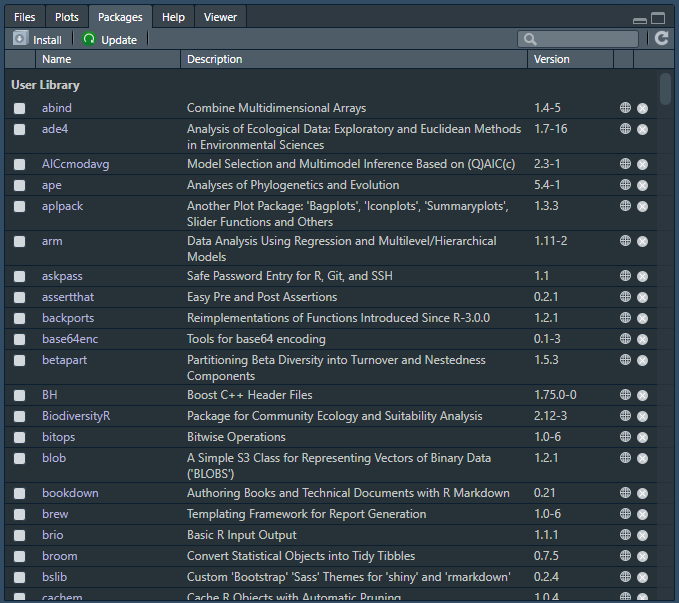 Files Plots Packages Help Viewer
Install Update
Name Description Version
User Library
abind Combine Multidimensional Arrays 1.4-5
ade4 Analysis of Ecological Data: Exploratory and Euclidean Methods 1.7-16
in Environmental Sciences
AICcmodavg Model Selection and Multimodel Inference Based on (Q)AIC(c) 2.3-1
ape Analyses of Phylogenetics and Evolution 5.4-1
aplpack Another Plot Package: 'Bagplots', 'Iconplots', 'Summaryplots', 1.3.3
Slider Functions and Others
arm Data Analysis Using Regression and Multilevel/Hierarchical 1.11-2
Models
askpass Safe Password Entry for R, Git, and SSH 1.1
assertthat Easy Pre and Post Assertions 0.2.1
backports Reimplementations of Functions Introduced Since R-3.0.0 1.2.1
base64enc Tools for base64 encoding 0.1-3
betapart Partitioning Beta Diversity into Turnover and Nestedness 1.5.3
Components
BH Boost C++ Header Files 1.75.0-0
BiodiversityR Package for Community Ecology and Suitability Analysis 2.12-3
bitops Bitwise Operations 1.0-6
blob A Simple S3 Class for Representing Vectors of Binary Data 1.2.1
('BLOBS')
bookdown Authoring Books and Technical Documents with R Markdown 0.21
brew Templating Framework for Report Generation 1.0-6
brio Basic R Input Output 1.1.1
broom Convert Statistical Objects into Tidy Tibbles 0.7.5
bslib Custom 'Bootstrap' 'Sass' Themes for 'shiny' and 'rmarkdown' 0.2.4
cachem Cache R Objects with Automatic Pruning 1.0.4